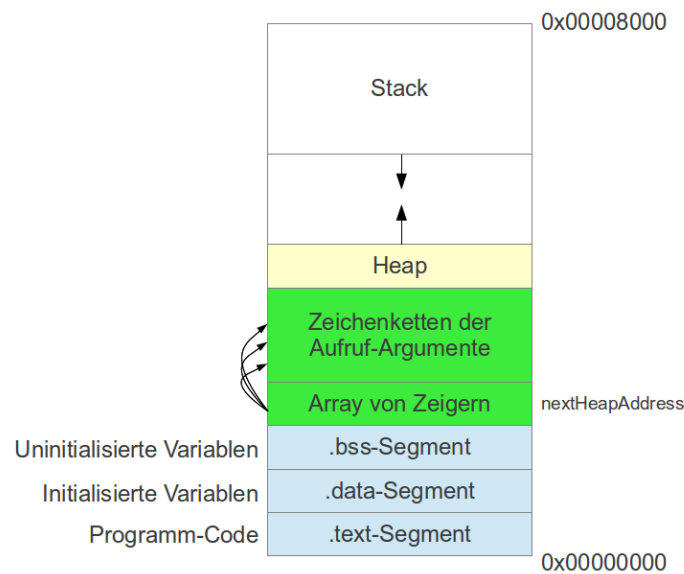 0x00008000
Stack
Heap
Zeichenketten der
Aufruf-Argumente
Array von Zeigern
nextHeapAddress
Uninitialisierte Variablen
.bss-Segment
Initialisierte Variablen
.data-Segment
Programm-Code
.text-Segment
0x00000000